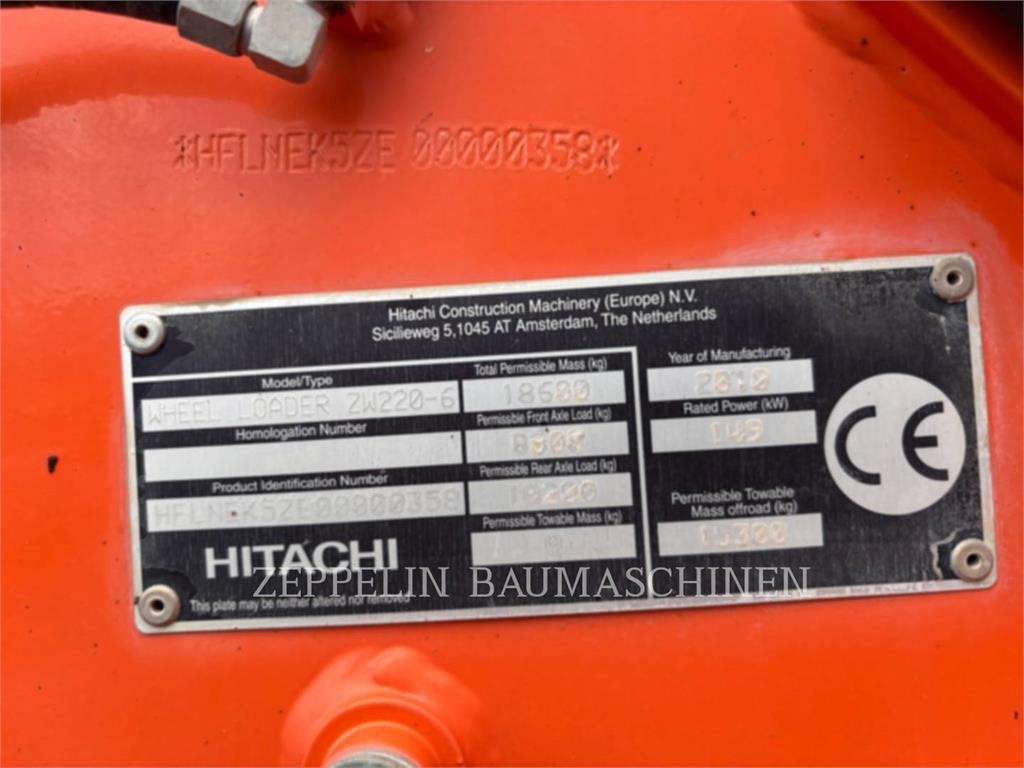 *HFLNEK5ZE 00000358*
Hitachi Construction Machinery (Europe) N.V.
Sicilieweg 5,1045 AT Amsterdam, The Netherlands
Model/Type
WHEEL LOADER ZW220-6
Homologation Number
Product Identification Number
HFLNEK5ZE00000358
HITACHI
This plate may be neither altered nor removed
Total Permissible Mass (kg)
18600
Permissible Front Axle Load (kg)
Permissible Rear Axle Load (kg)
Permissible Towable Mass (kg)
Year of Manufacturing
Rated Power (kW)
149
Permissible Towable
Mass offroad (kg)
CE
ZEPPELIN BAUMASCHINEN